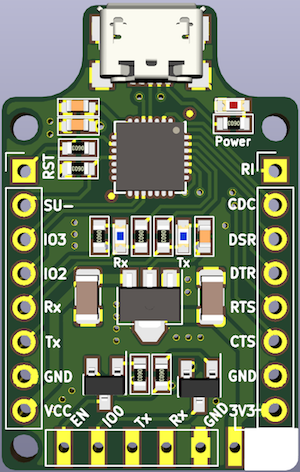 Power
RST
RI
SU-
CDC
IO3
DSR
Rx
Tx
IO2
DTR
Rx
RTS
Tx
CTS
GND
GND
VCC
3V3
EN
IO0
Tx
Rx
GND